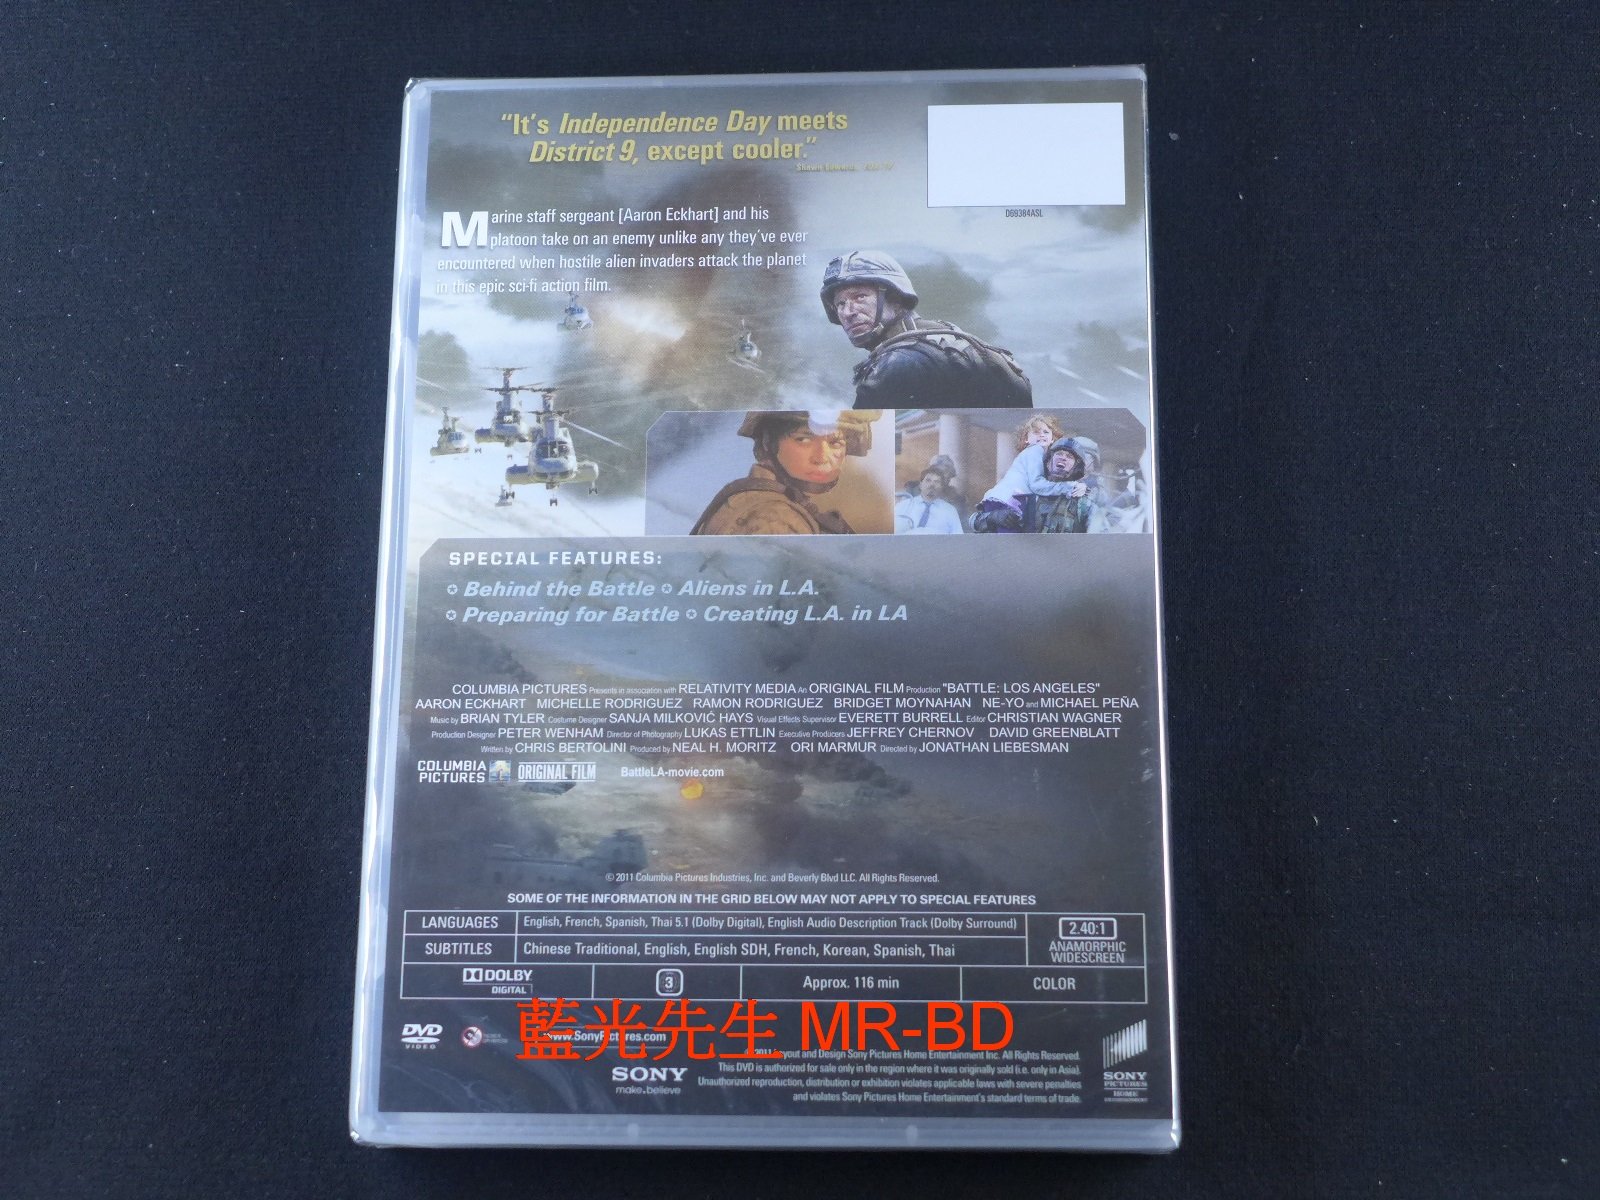 “It's Independence Day meets
District 9, except cooler.”
D69384ASL
Marine staff sergeant [Aaron Eckhart] and his
platoon take on an enemy unlike any they've ever
encountered when hostile alien invaders attack the planet
in this epic sci-fi action film.
SPECIAL FEATURES:
✪ Behind the Battle ✪ Aliens in L.A.
✪ Preparing for Battle ✪ Creating L.A. in LA
COLUMBIA PICTURES Presents in association with RELATIVITY MEDIA An ORIGINAL FILM Production "BATTLE: LOS ANGELES"
AARON ECKHART MICHELLE RODRIGUEZ RAMON RODRIGUEZ BRIDGET MOYNAHAN NE-YO and MICHAEL PEÑA
Music by BRIAN TYLER Costume Designer SANJA MILKOVIĆ HAYS Visual Effects Supervisor EVERETT BURRELL Editor CHRISTIAN WAGNER
Production Designer PETER WENHAM Director of Photography LUKAS ETTLIN Executive Producers JEFFREY CHERNOV DAVID GREENBLATT
Written by CHRIS BERTOLINI Produced by NEAL H. MORITZ ORI MARMUR Directed by JONATHAN LIEBESMAN
COLUMBIA PICTURES ORIGINAL FILM BattleLA-movie.com
© 2011 Columbia Pictures Industries, Inc. and Beverly Blvd LLC. All Rights Reserved.
SOME OF THE INFORMATION IN THE GRID BELOW MAY NOT APPLY TO SPECIAL FEATURES
LANGUAGES English, French, Spanish, Thai 5.1 (Dolby Digital), English Audio Description Track (Dolby Surround)
SUBTITLES Chinese Traditional, English, English SDH, French, Korean, Spanish, Thai
2.40:1
ANAMORPHIC
WIDESCREEN
DOLBY
DIGITAL
3
Approx. 116 min
COLOR
藍光先生 MR-BD
DVD
VIDEO
www.SonyPictures.com
SONY
make.believe
© 2011 Layout and Design Sony Pictures Home Entertainment Inc. All Rights Reserved.
This DVD is authorized for sale only in the region where it was originally sold (i.e. only in Asia).
Unauthorized reproduction, distribution or exhibition violates applicable laws with severe penalties
and violates Sony Pictures Home Entertainment's standard terms of trade.
SONY
PICTURES
HOME